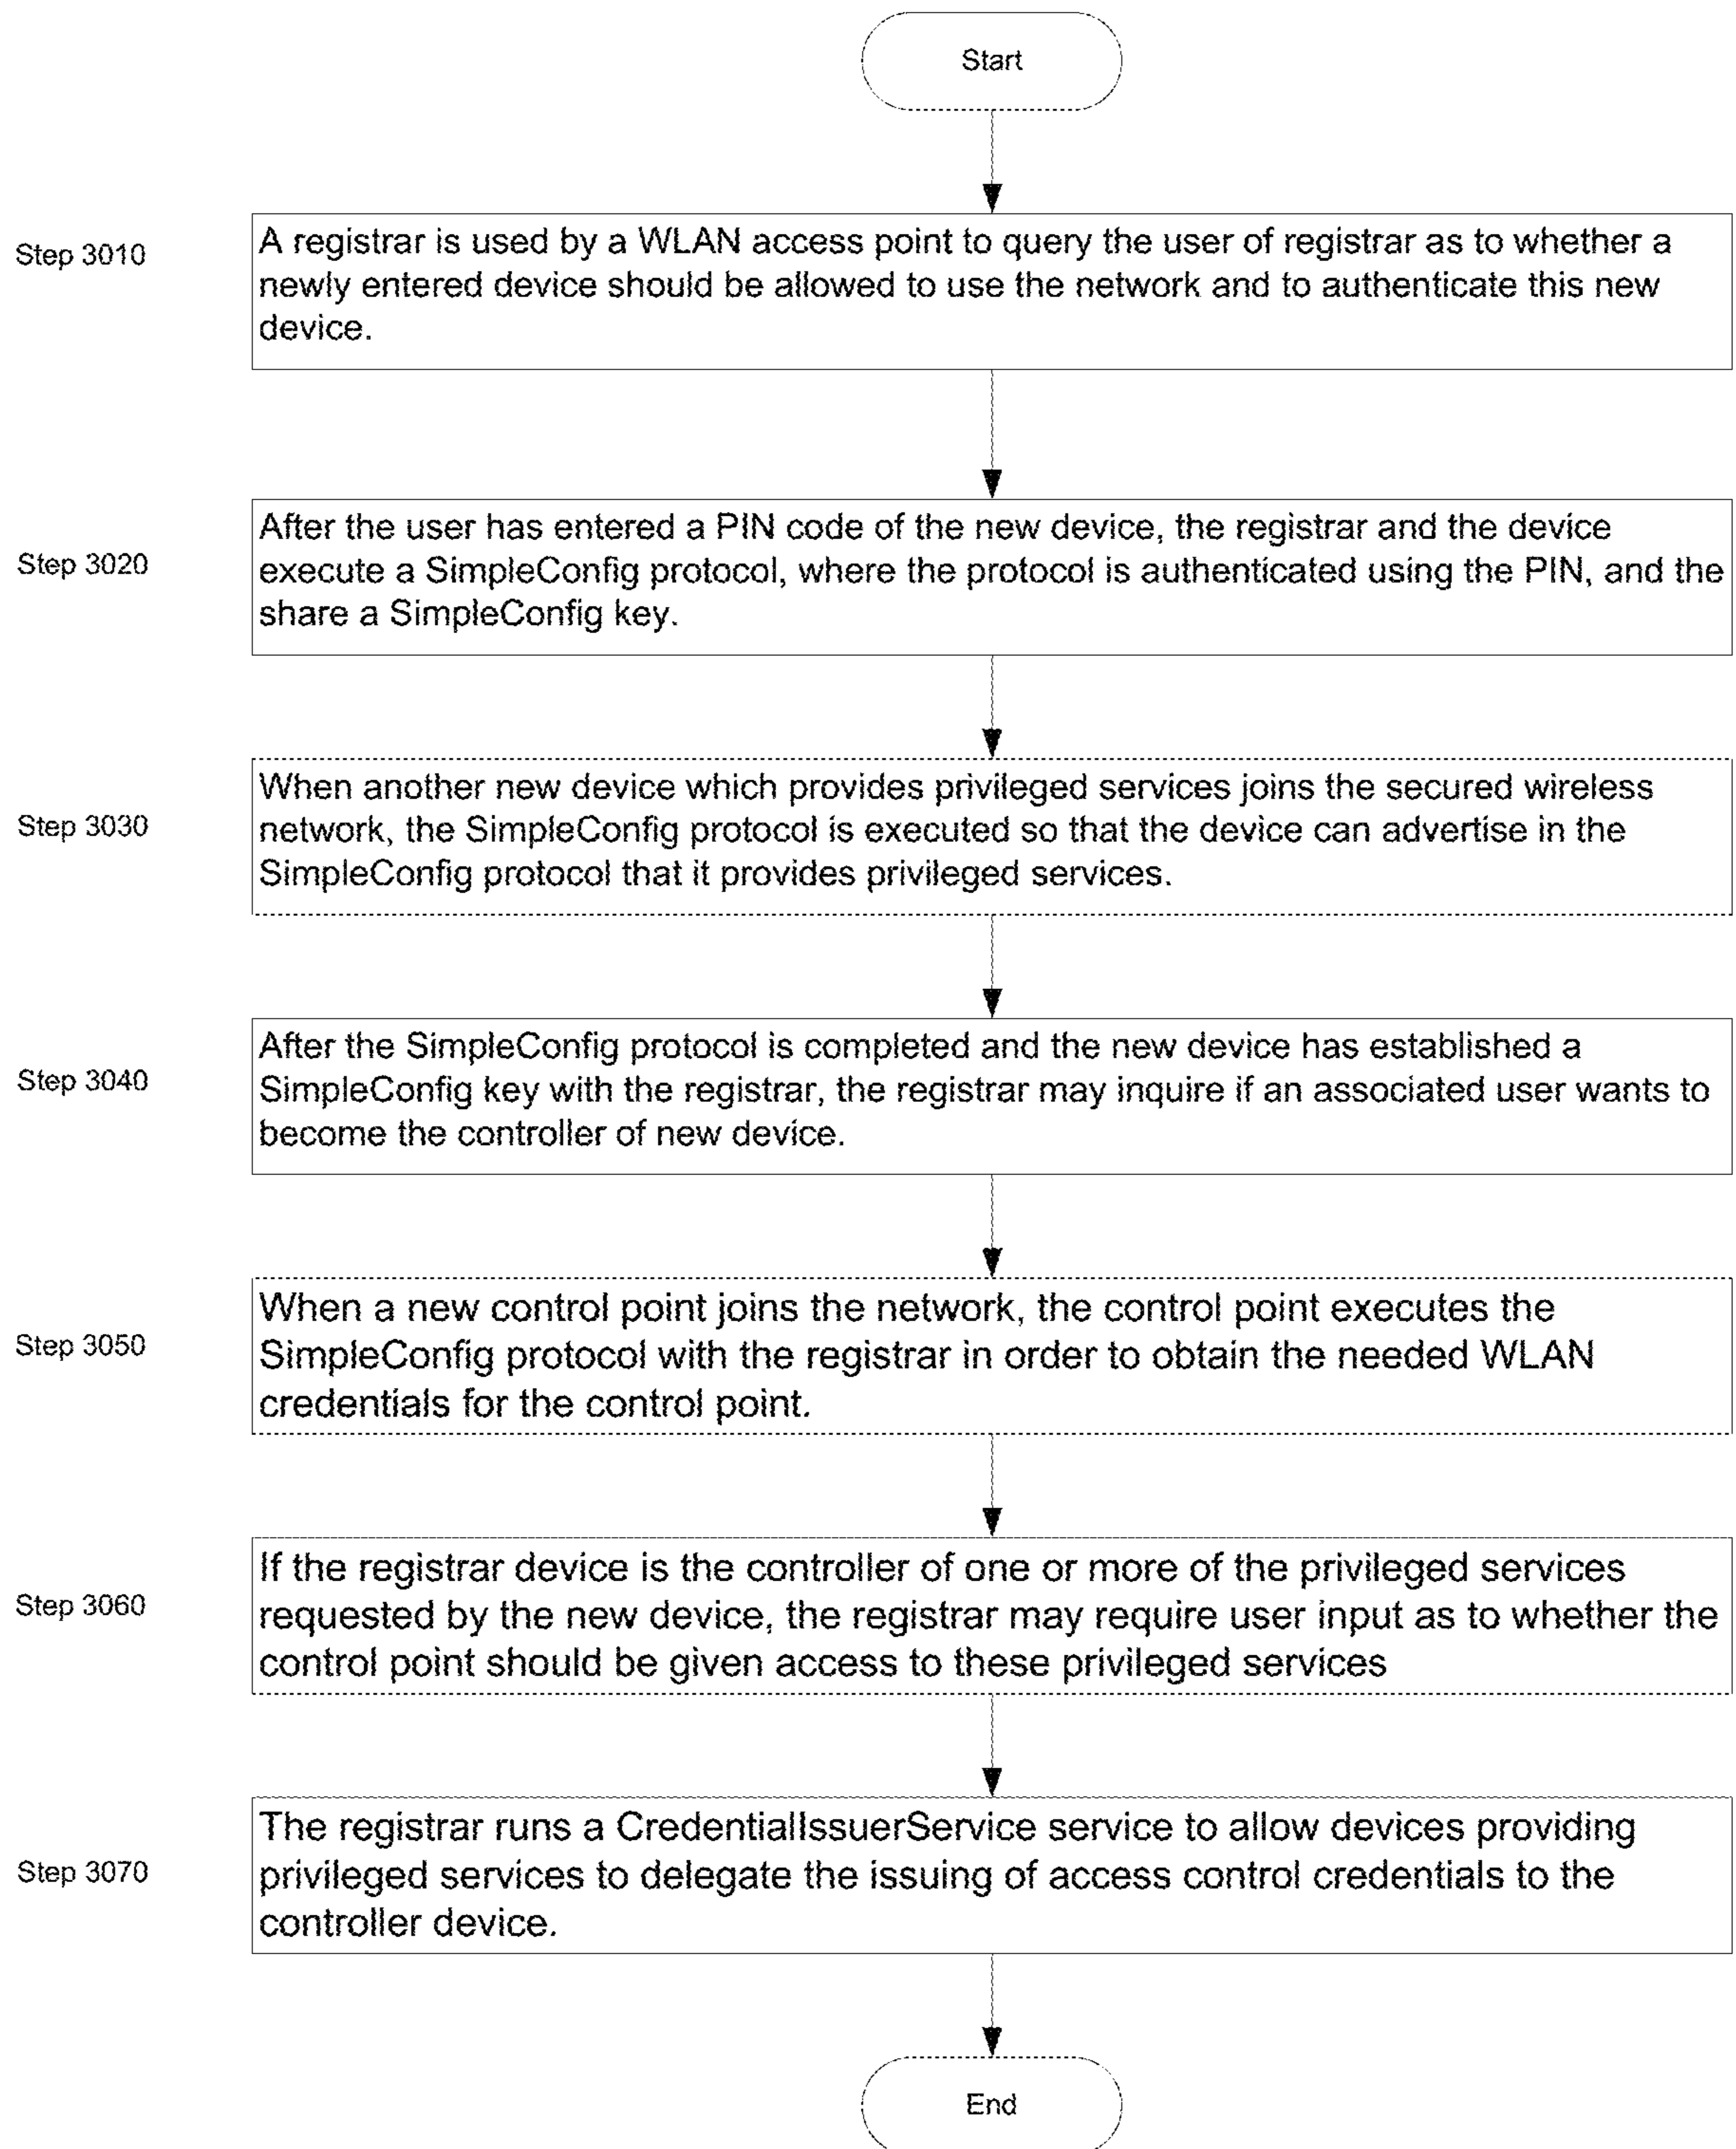 Start
Step 3010
A registrar is used by a WLAN access point to query the user of registrar as to whether a
newly entered device should be allowed to use the network and to authenticate this new
device.
Step 3020
After the user has entered a PIN code of the new device, the registrar and the device
execute a SimpleConfig protocol, where the protocol is authenticated using the PIN, and the
share a SimpleConfig key.
Step 3030
When another new device which provides privileged services joins the secured wireless
network, the SimpleConfig protocol is executed so that the device can advertise in the
SimpleConfig protocol that it provides privileged services.
Step 3040
After the SimpleConfig protocol is completed and the new device has established a
SimpleConfig key with the registrar, the registrar may inquire if an associated user wants to
become the controller of new device.
Step 3050
When a new control point joins the network, the control point executes the
SimpleConfig protocol with the registrar in order to obtain the needed WLAN
credentials for the control point.
Step 3060
If the registrar device is the controller of one or more of the privileged services
requested by the new device, the registrar may require user input as to whether the
control point should be given access to these privileged services
Step 3070
The registrar runs a CredentialIssuerService service to allow devices providing
privileged services to delegate the issuing of access control credentials to the
controller device.
End